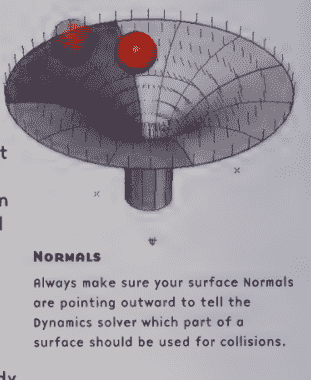 t
n
l
NORMALS
Always make sure your surface Normals
are pointing outward to tell the
Dynamics solver which part of a
surface should be used for collisions.
dy